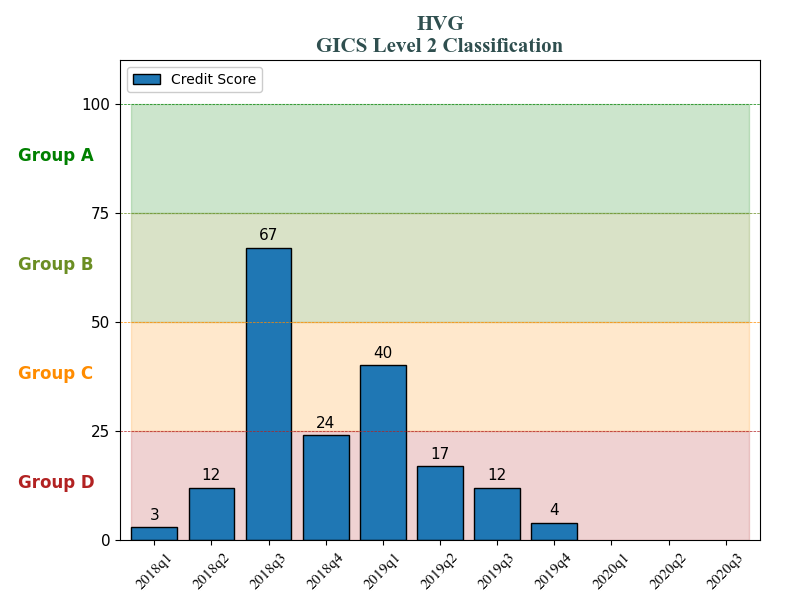 HVG
GICS Level 2 Classification
Credit Score
100
Group A
75
67
Group B
50
40
Group C
24
25
17
12
12
Group D
3
4
0
2018q1
2018q2
2018q3
2018q4
2019q1
2019q2
2019q3
2019q4
2020q1
2020q2
2020q3